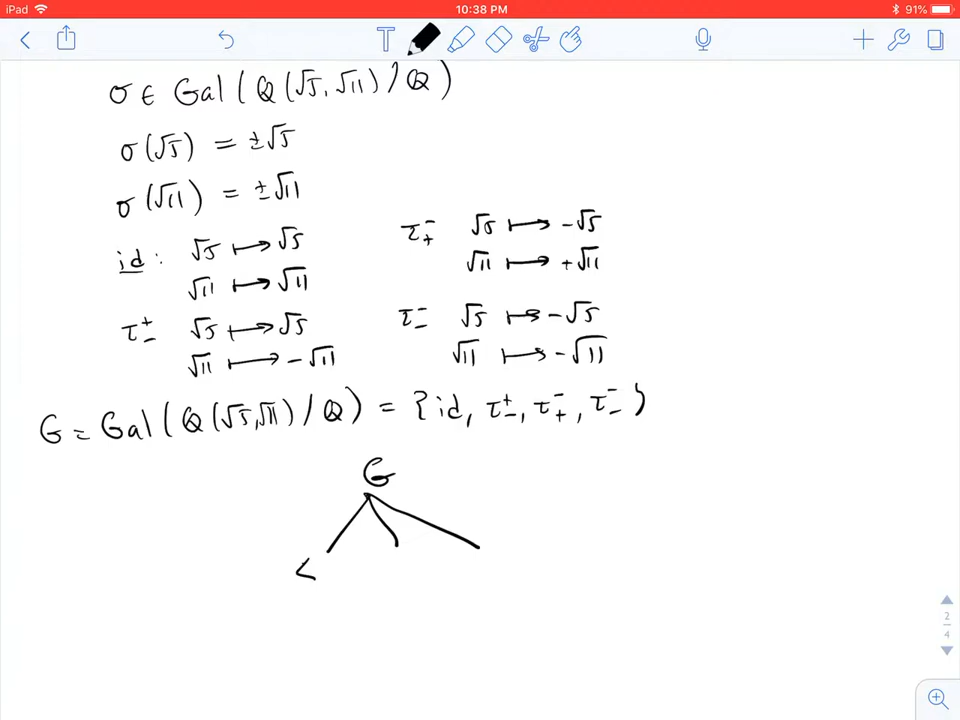 iPad 10:38 PM 91%
T
σ ∈ Gal(ℚ(√5, √11)/ℚ)
σ(√5) = ±√5
σ(√11) = ±√11
id: √5 ⟼ √5
√11 ⟼ √11
τ₋⁺ √5 ⟼ √5
√11 ⟼ -√11
τ₊⁻ √5 ⟼ -√5
√11 ⟼ +√11
τ₋⁻ √5 ⟼ -√5
√11 ⟼ -√11
G = Gal(ℚ(√5,√11)/ℚ) = {id, τ₋⁺, τ₊⁻, τ₋⁻)
G
<
2
4